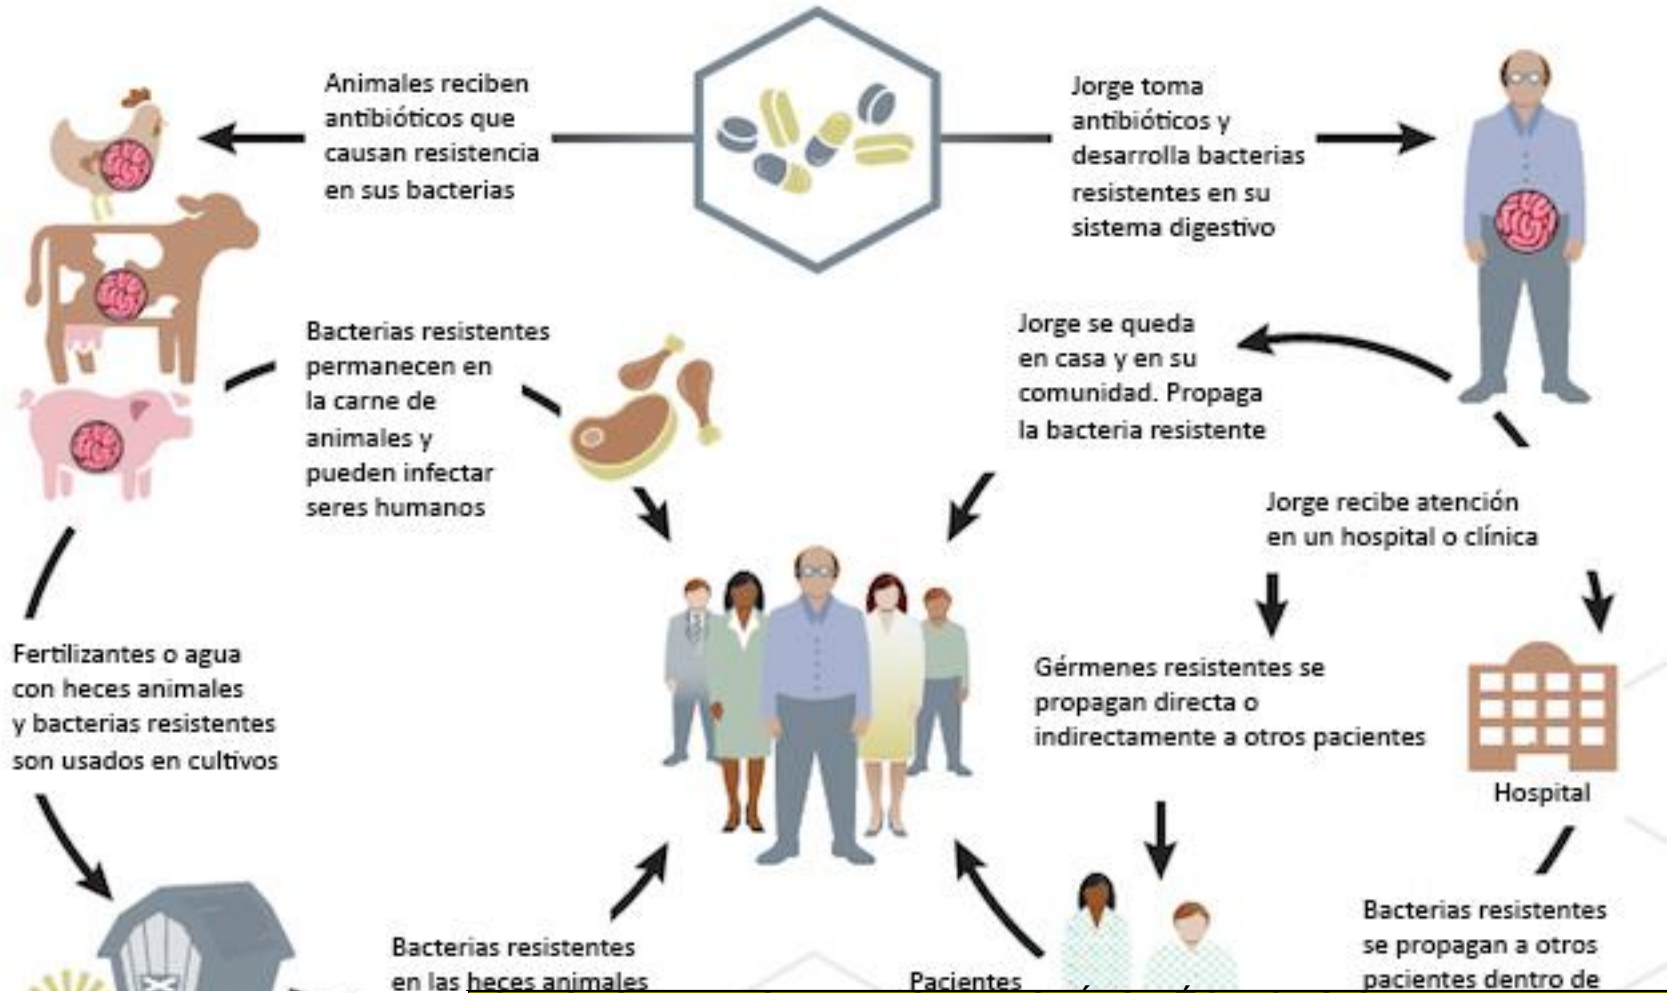 Animales reciben
antibióticos que
causan resistencia
en sus bacterias
Jorge toma
antibióticos y
desarrolla bacterias
resistentes en su
sistema digestivo
Bacterias resistentes
permanecen en
la carne de
animales y
pueden infectar
seres humanos
Jorge se queda
en casa y en su
comunidad. Propaga
la bacteria resistente
Jorge recibe atención
en un hospital o clínica
Fertilizantes o agua
con heces animales
y bacterias resistentes
son usados en cultivos
Gérmenes resistentes se
propagan directa o
indirectamente a otros pacientes
Hospital
Bacterias resistentes
en las heces animales
Pacientes
Bacterias resistentes
se propagan a otros
pacientes dentro de